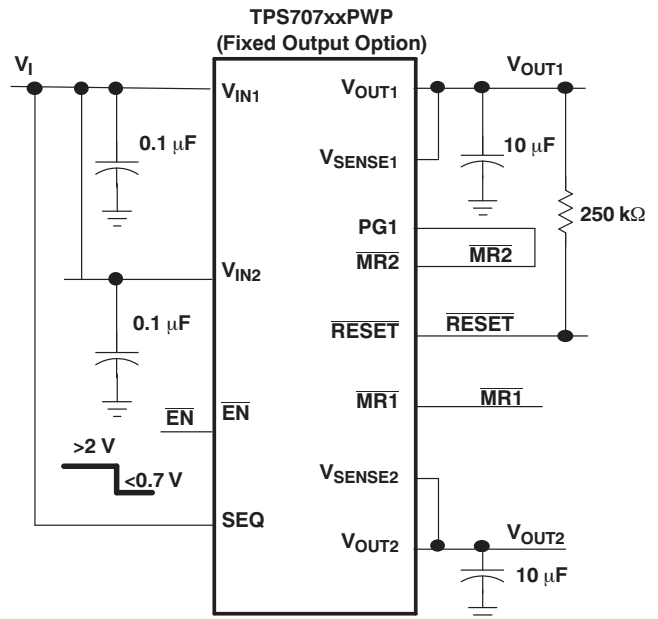 TPS707xxPWP
(Fixed Output Option)
VI
VIN1
VOUT1
VOUT1
0.1 μF
VSENSE1
10 μF
PG1
250 kΩ
MR2
MR2
VIN2
0.1 μF
RESET
RESET
EN
EN
MR1
MR1
>2 V
<0.7 V
VSENSE2
SEQ
VOUT2
VOUT2
10 μF